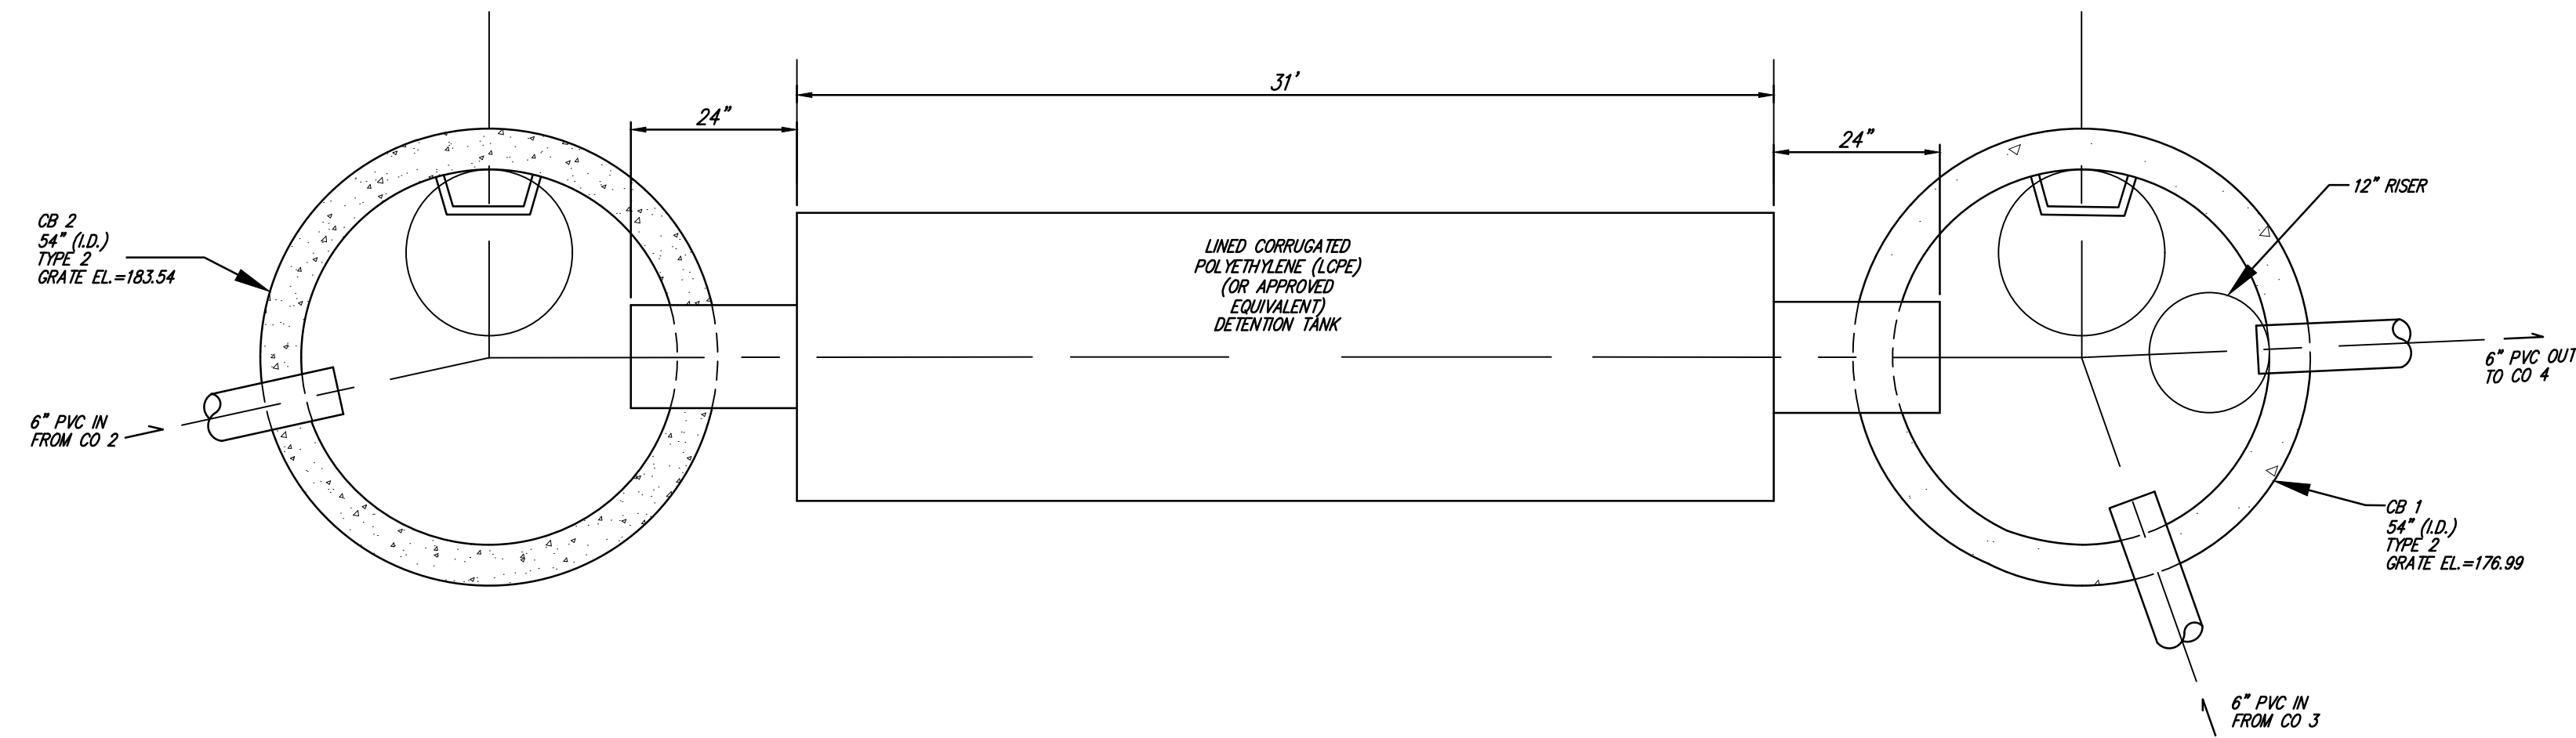 31'
24"
24"
12" RISER
CB 2
54" (I.D.)
TYPE 2
GRATE EL.=183.54
LINED CORRUGATED
POLYETHYLENE (LCPE)
(OR APPROVED
EQUIVALENT)
DETENTION TANK
6" PVC OUT
TO CO 4
6" PVC IN
FROM CO 2
CB 1
54" (I.D.)
TYPE 2
GRATE EL.=176.99
6" PVC IN
FROM CO 3